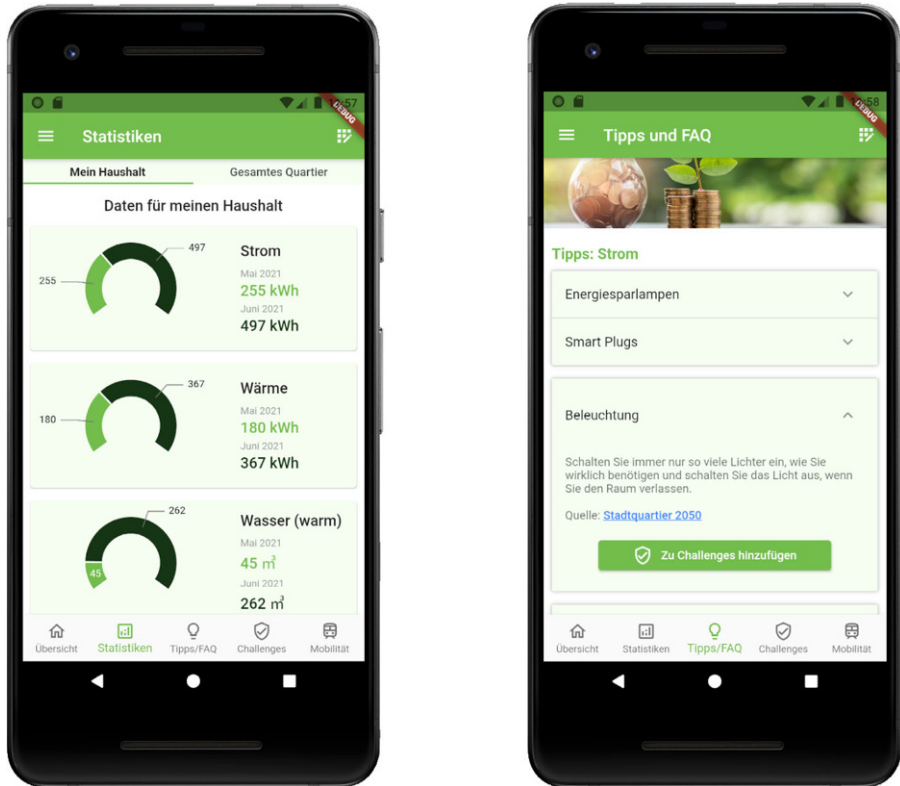 :57
DEBUG
Statistiken
Mein Haushalt
Gesamtes Quartier
Daten für meinen Haushalt
497
255
Strom
Mai 2021
255 kWh
Juni 2021
497 kWh
367
180
Wärme
Mai 2021
180 kWh
Juni 2021
367 kWh
262
45
Wasser (warm)
Mai 2021
45 m³
Juni 2021
262 m³
Übersicht
Statistiken
Tipps/FAQ
Challenges
Mobilität
:58
DEBUG
Tipps und FAQ
Tipps: Strom
Energiesparlampen
Smart Plugs
Beleuchtung
Schalten Sie immer nur so viele Lichter ein, wie Sie
wirklich benötigen und schalten Sie das Licht aus, wenn
Sie den Raum verlassen.
Quelle: Stadtquartier 2050
Zu Challenges hinzufügen
Übersicht
Statistiken
Tipps/FAQ
Challenges
Mobilität